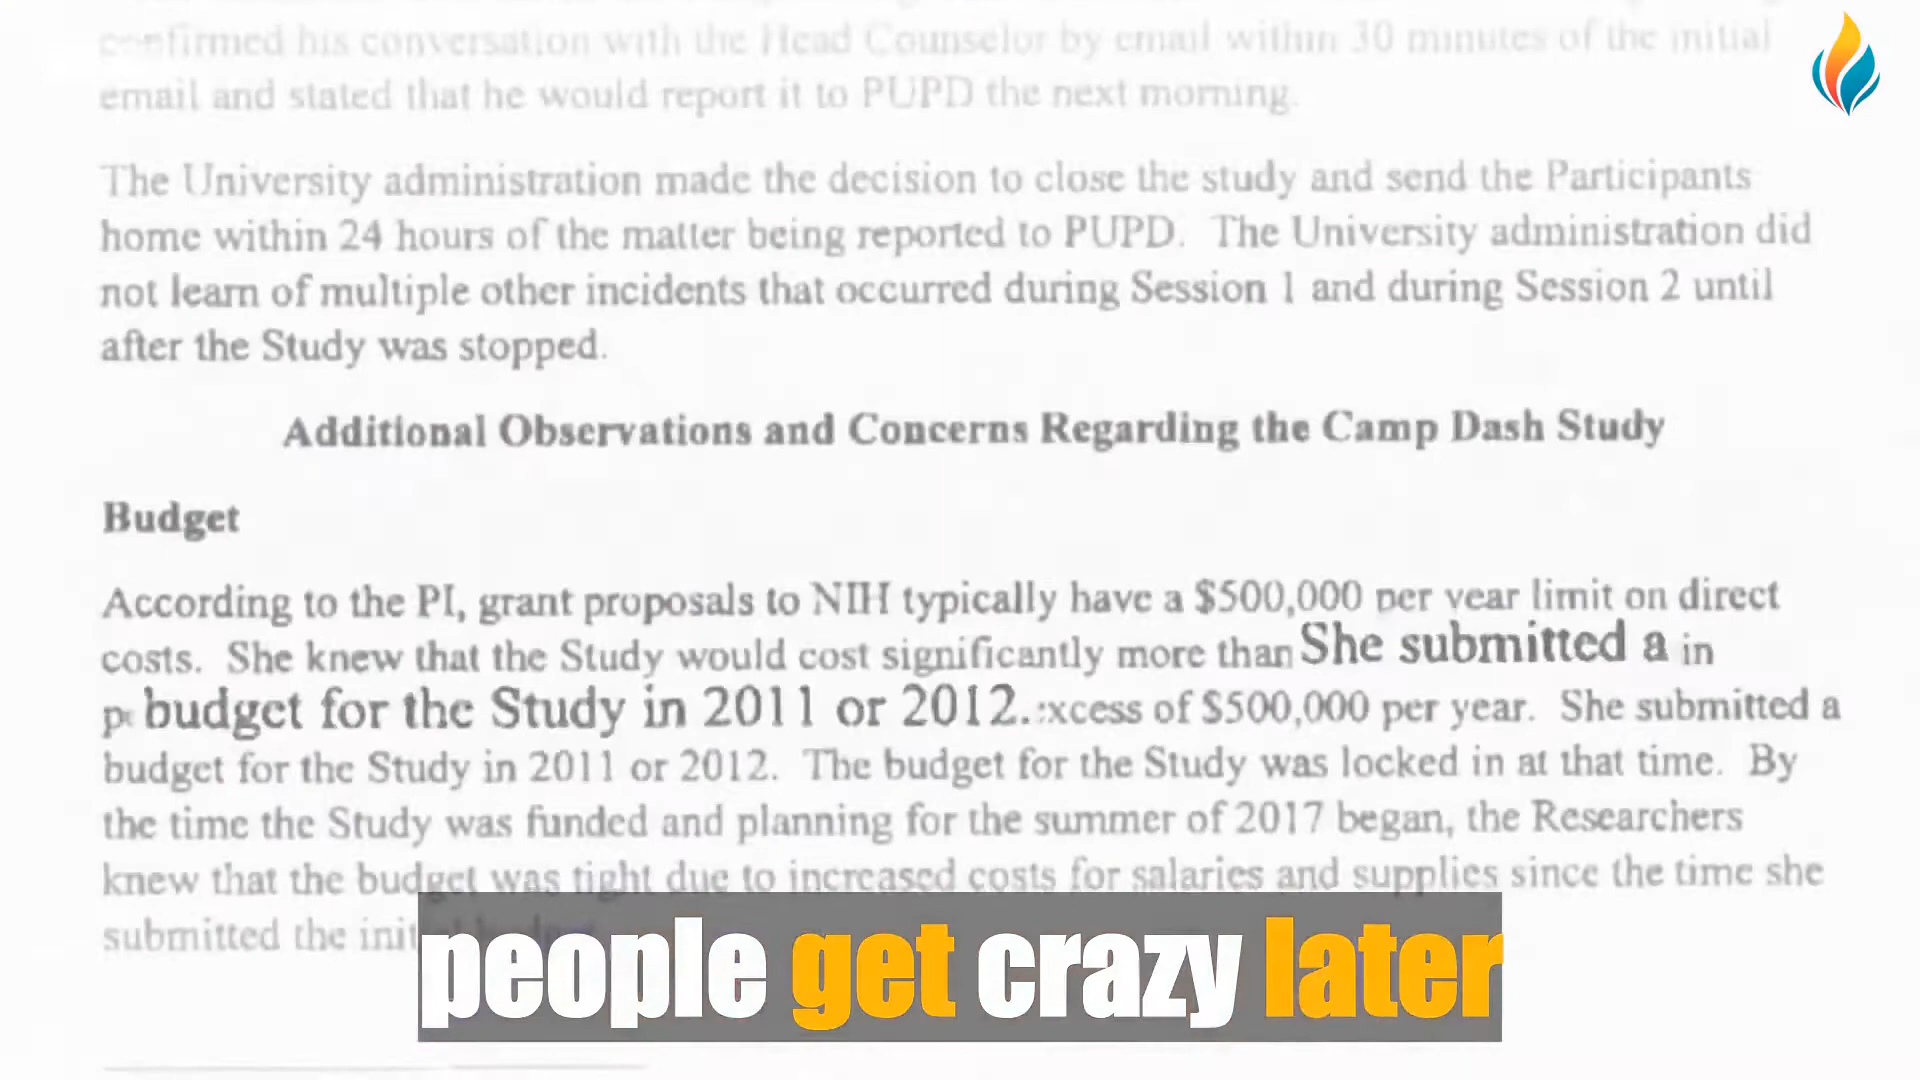 confirmed his conversation with the Head Counselor by email within 30 minutes of the initial
email and stated that he would report it to PUPD the next morning.
The University administration made the decision to close the study and send the Participants
home within 24 hours of the matter being reported to PUPD. The University administration did
not learn of multiple other incidents that occurred during Session 1 and during Session 2 until
after the Study was stopped.
Additional Observations and Concerns Regarding the Camp Dash Study
Budget
According to the PI, grant proposals to NIH typically have a $500,000 per year limit on direct
costs. She knew that the Study would cost significantly more than She submitted a in
budget for the Study in 2011 or 2012. of $500,000 per year. She submitted a
budget for the Study in 2011 or 2012. The budget for the Study was locked in at that time. By
the time the Study was funded and planning for the summer of 2017 began, the Researchers
knew that the budget was tight due to increased costs for salaries and supplies since the time she
submitted the
people get crazy later